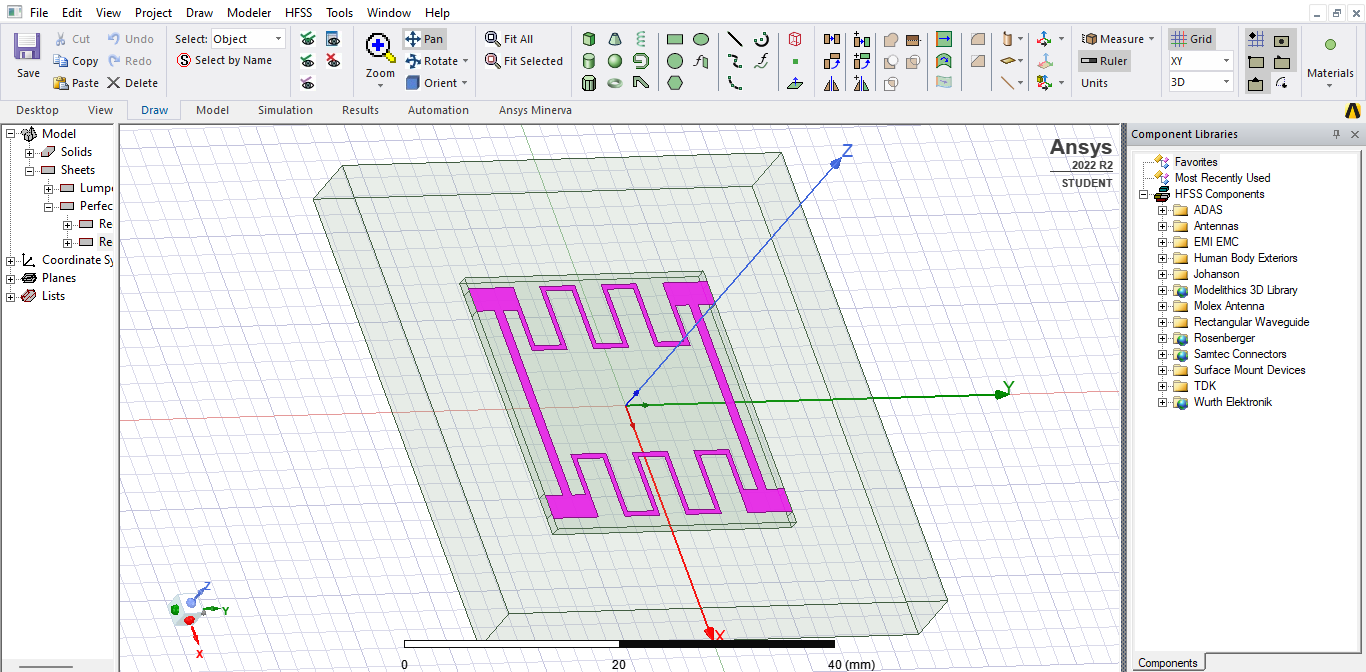 File Edit View Project Draw Modeler HFSS Tools Window Help
Save
Cut
Copy
Paste
Undo
Redo
Delete
Select: Object
Select by Name
Zoom
Pan
Rotate
Orient
Fit All
Fit Selected
Measure
Ruler
Units
Grid
XY
3D
Materials
Desktop View Draw Model Simulation Results Automation Ansys Minerva
Model
Solids
Sheets
Lumpe
Perfec
Re
Re
Coordinate Sy
Planes
Lists
Ansys
2022 R2
STUDENT
Z
Y
X
Z
Y
X
0 20 40 (mm)
Component Libraries
Favorites
Most Recently Used
HFSS Components
ADAS
Antennas
EMI EMC
Human Body Exteriors
Johanson
Modelithics 3D Library
Molex Antenna
Rectangular Waveguide
Rosenberger
Samtec Connectors
Surface Mount Devices
TDK
Wurth Elektronik
Components